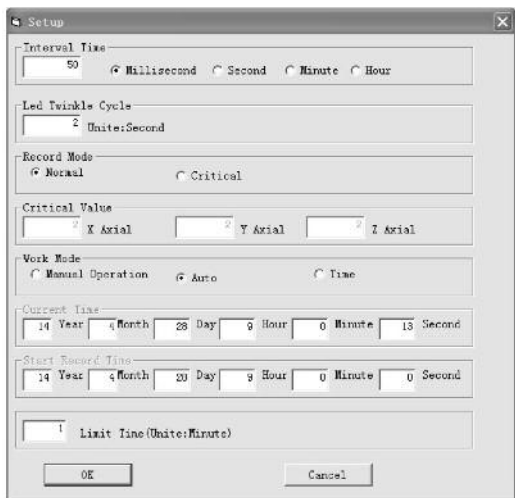 Setup
Interval Time
50 Millisecond Second Minute Hour
Led Twinkle Cycle
2 Unite:Second
Record Mode
Normal Critical
Critical Value
2 X Axial 2 Y Axial 2 Z Axial
Work Mode
Manual Operation Auto Time
Current Time
14 Year 4 Month 28 Day 9 Hour 0 Minute 13 Second
Start Record Time
14 Year 4 Month 28 Day 9 Hour 0 Minute 0 Second
1 Limit Time(Unite:Minute)
OK Cancel